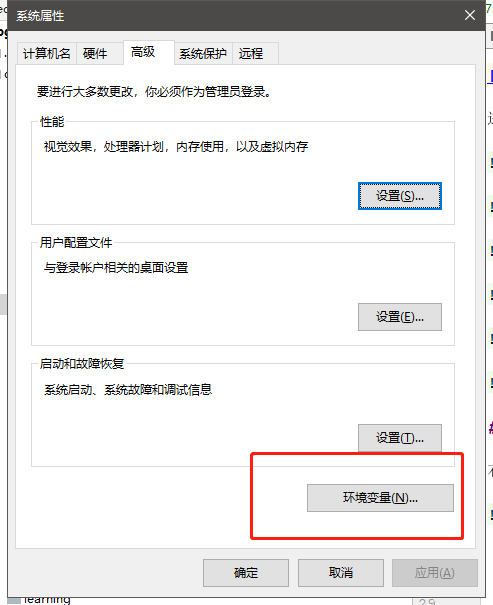 系统属性
计算机名
硬件
高级
系统保护
远程
要进行大多数更改，你必须作为管理员登录。
性能
视觉效果，处理器计划，内存使用，以及虚拟内存
设置(S)...
用户配置文件
与登录帐户相关的桌面设置
设置(E)...
启动和故障恢复
系统启动、系统故障和调试信息
设置(T)...
环境变量(N)...
确定
取消
应用(A)
learning